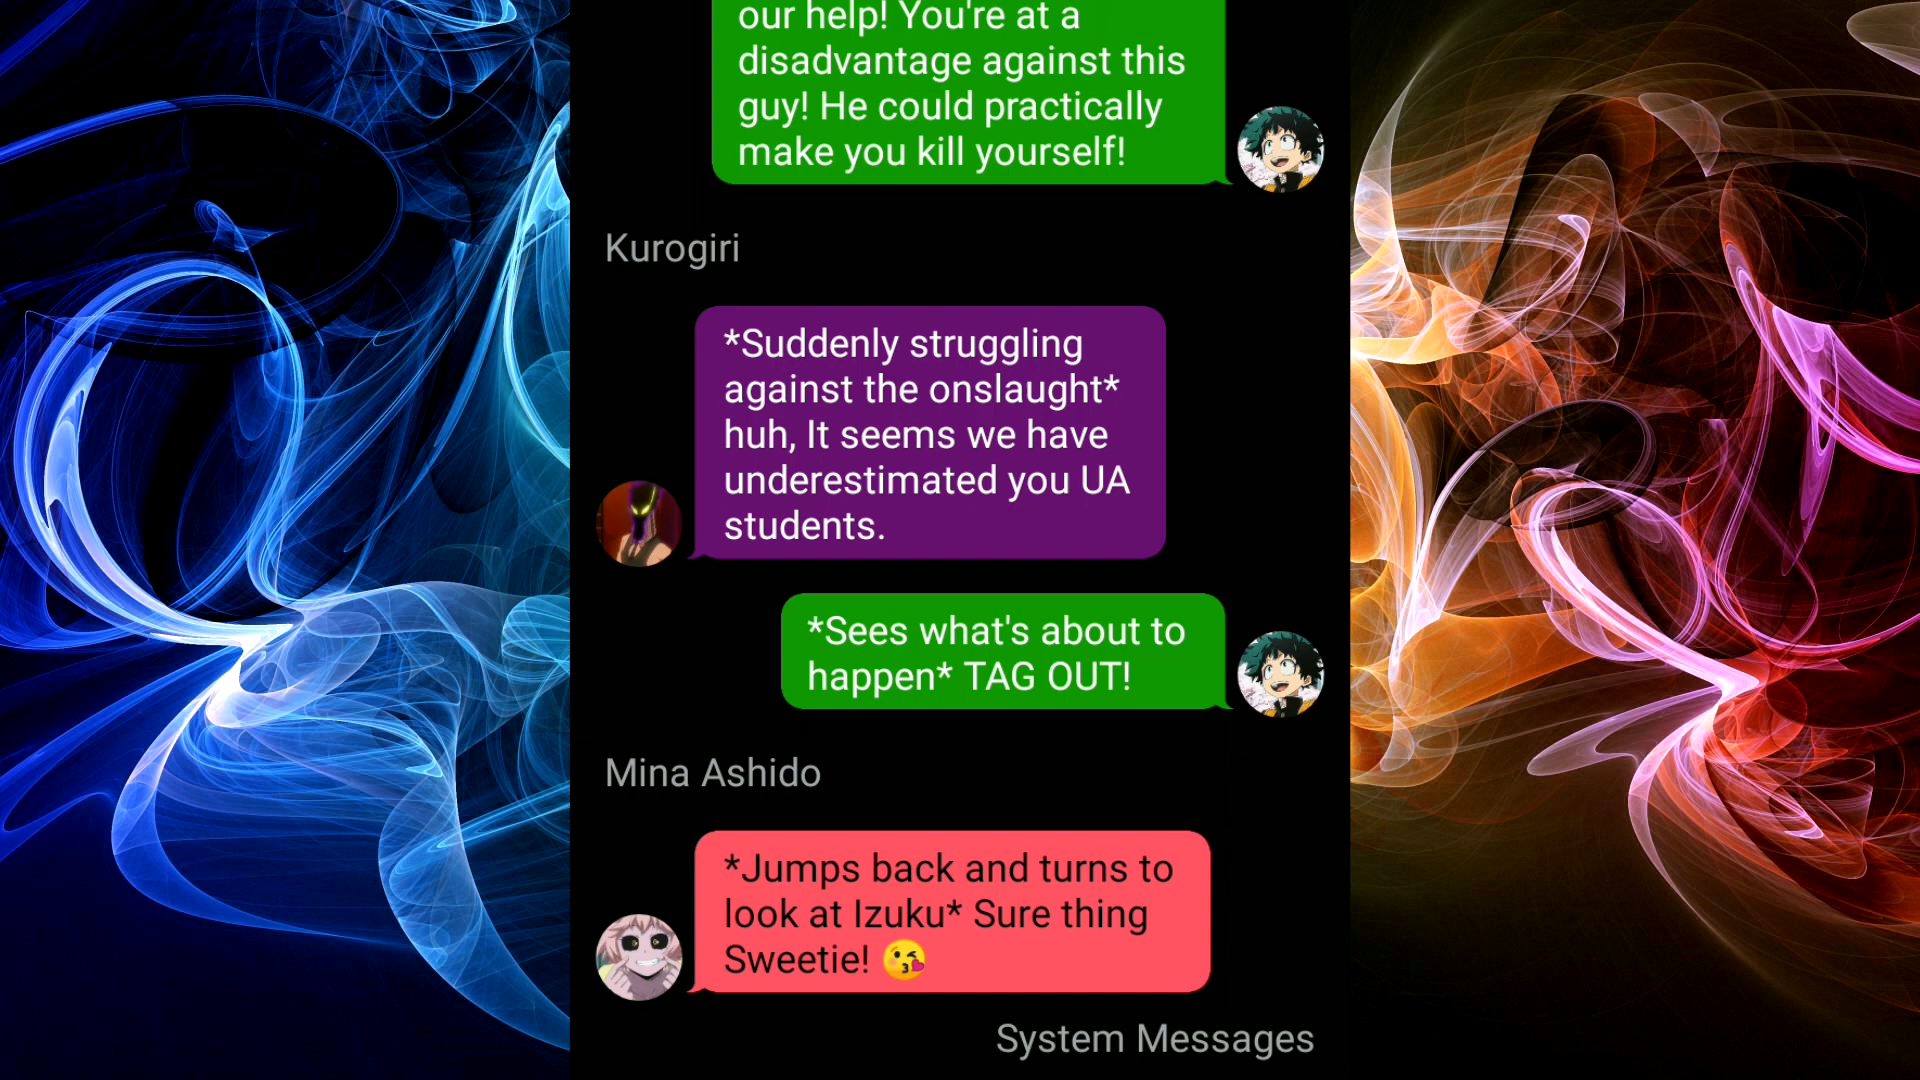 our help! You're at a
disadvantage against this
guy! He could practically
make you kill yourself!
Kurogiri
*Suddenly struggling
against the onslaught*
huh, It seems we have
underestimated you UA
students.
*Sees what's about to
happen* TAG OUT!
Mina Ashido
*Jumps back and turns to
look at Izuku* Sure thing
Sweetie! 😘
System Messages